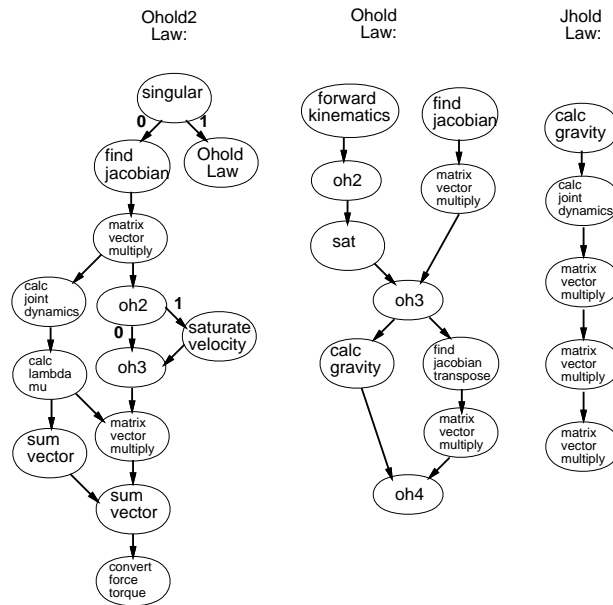 Ohold2
Law:
singular
0
1
find
jacobian
Ohold
Law
matrix
vector
multiply
calc
joint
dynamics
oh2
1
0
saturate
velocity
calc
lambda
mu
oh3
sum
vector
matrix
vector
multiply
sum
vector
convert
force
torque
Ohold
Law:
forward
kinematics
find
jacobian
oh2
matrix
vector
multiply
sat
oh3
calc
gravity
find
jacobian
transpose
matrix
vector
multiply
oh4
Jhold
Law:
calc
gravity
calc
joint
dynamics
matrix
vector
multiply
matrix
vector
multiply
matrix
vector
multiply